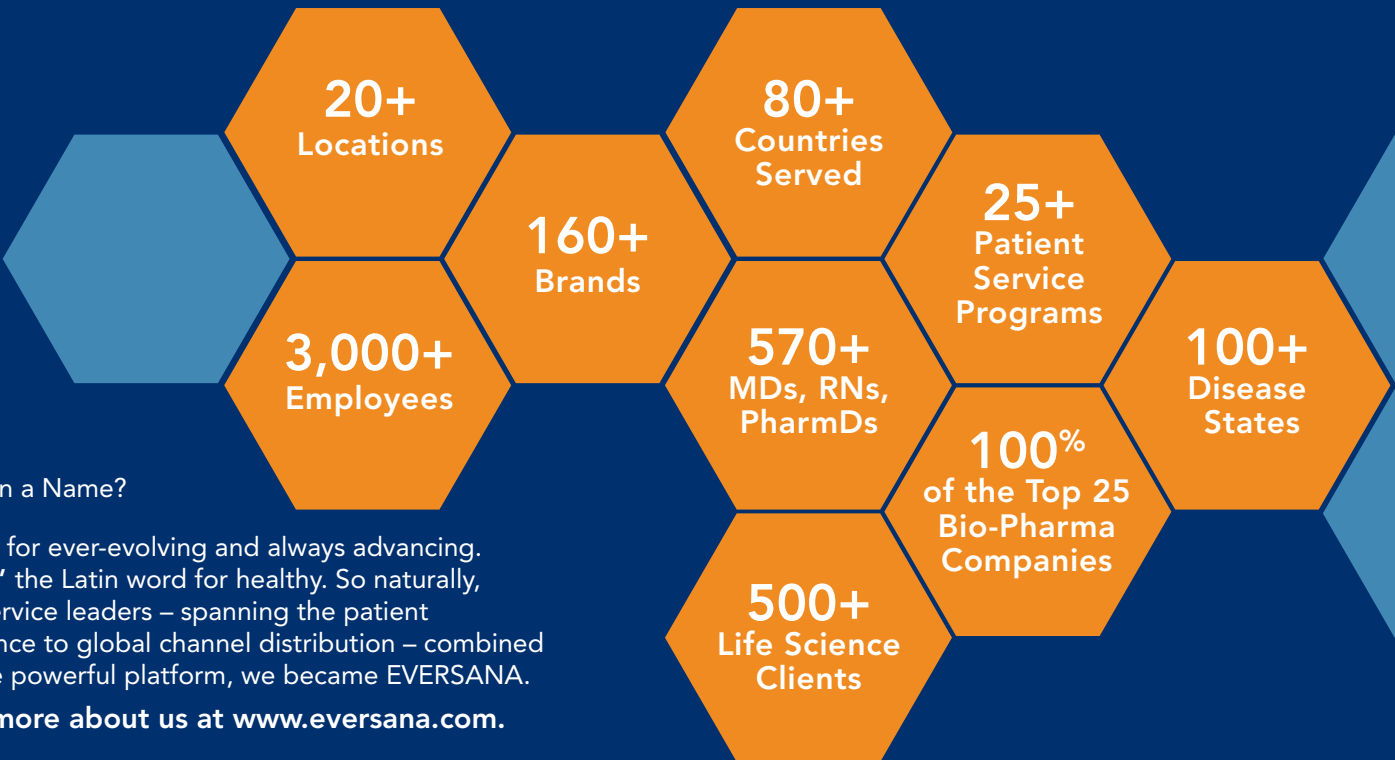 20+
Locations
80+
Countries
Served
160+
Brands
25+
Patient
Service
Programs
3,000+
Employees
570+
MDs, RNs,
PharmDs
100+
Disease
States
100%
of the Top 25
Bio-Pharma
Companies
500+
Life Science
Clients
n a Name?
for ever-evolving and always advancing.
" the Latin word for healthy. So naturally,
ervice leaders – spanning the patient
nce to global channel distribution – combined
e powerful platform, we became EVERSANA.
more about us at www.eversana.com.